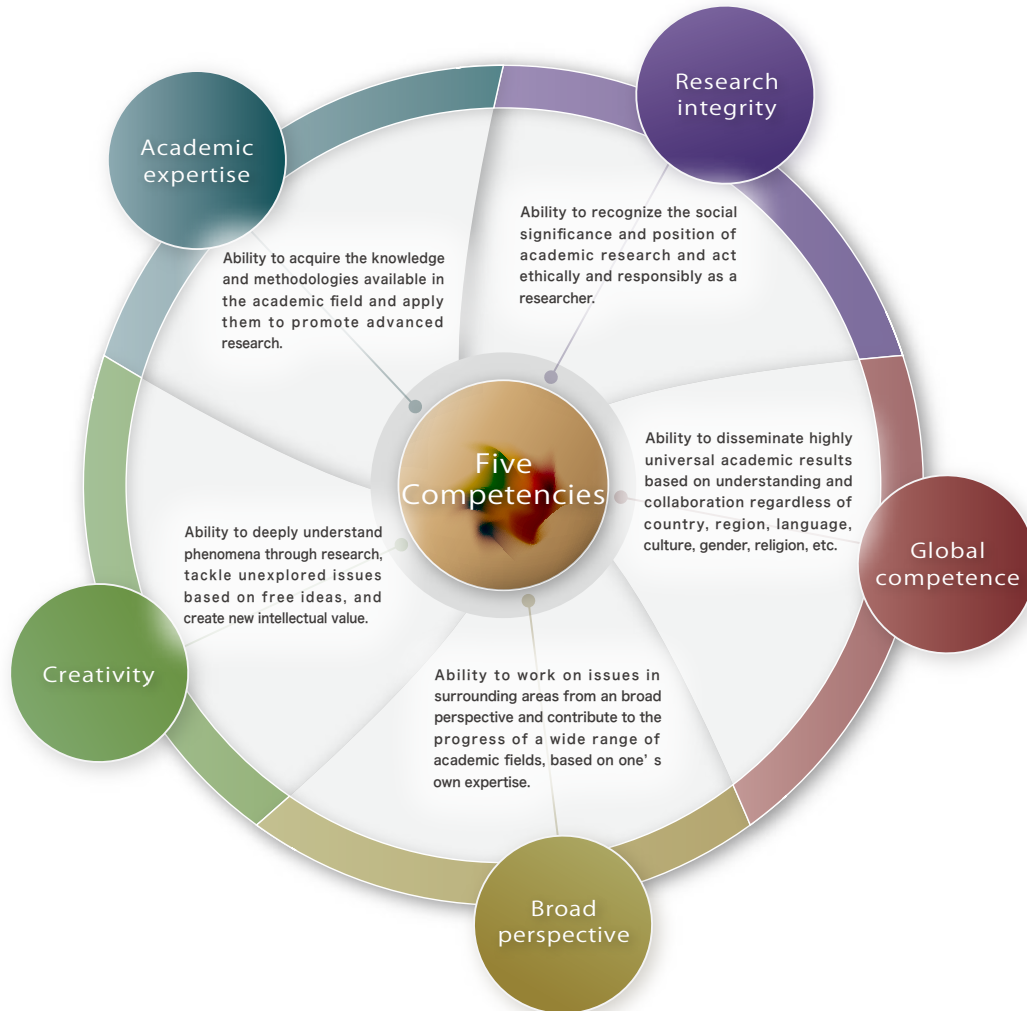 Research
integrity
Academic
expertise
Ability to recognize the social
significance and position of
academic research and act
ethically and responsibly as a
researcher.
Ability to acquire the knowledge
and methodologies available in
the academic field and apply
them to promote advanced
research.
Five
Competencies
Ability to disseminate highly
universal academic results
based on understanding and
collaboration regardless of
country, region, language,
culture, gender, religion, etc.
Global
competence
Ability to deeply understand
phenomena through research,
tackle unexplored issues
based on free ideas, and
create new intellectual value.
Creativity
Ability to work on issues in
surrounding areas from an broad
perspective and contribute to the
progress of a wide range of
academic fields, based on one’ s
own expertise.
Broad
perspective